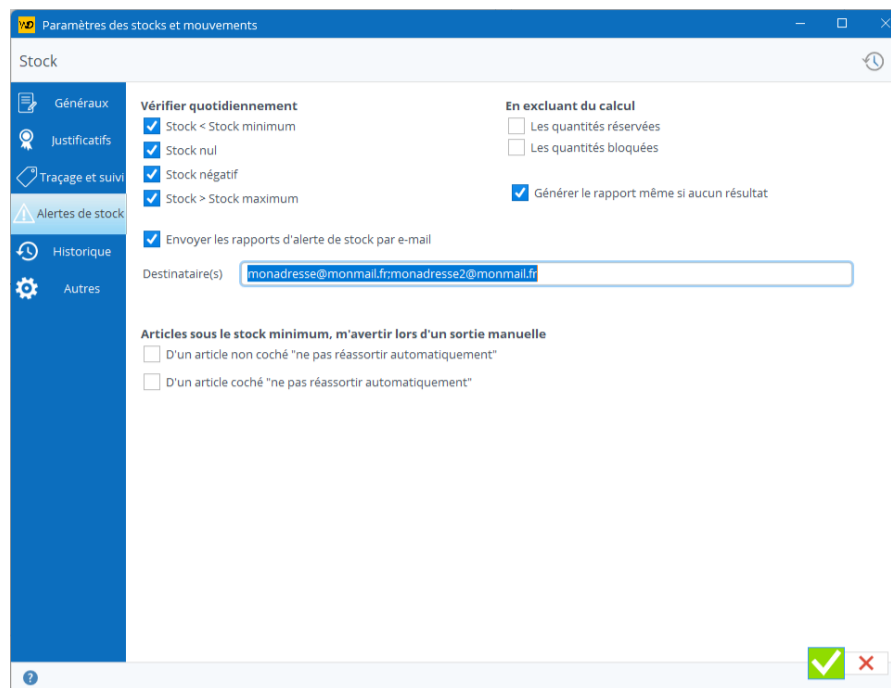 WD Paramètres des stocks et mouvements
Stock
Généraux
Justificatifs
Traçage et suivi
Alertes de stock
Historique
Autres
Vérifier quotidiennement
Stock < Stock minimum
Stock nul
Stock négatif
Stock > Stock maximum
En excluant du calcul
Les quantités réservées
Les quantités bloquées
Générer le rapport même si aucun résultat
Envoyer les rapports d'alerte de stock par e-mail
Destinataire(s) monadresse@monmail.fr;monadresse2@monmail.fr
Articles sous le stock minimum, m'avertir lors d'un sortie manuelle
D'un article non coché "ne pas réassortir automatiquement"
D'un article coché "ne pas réassortir automatiquement"
?